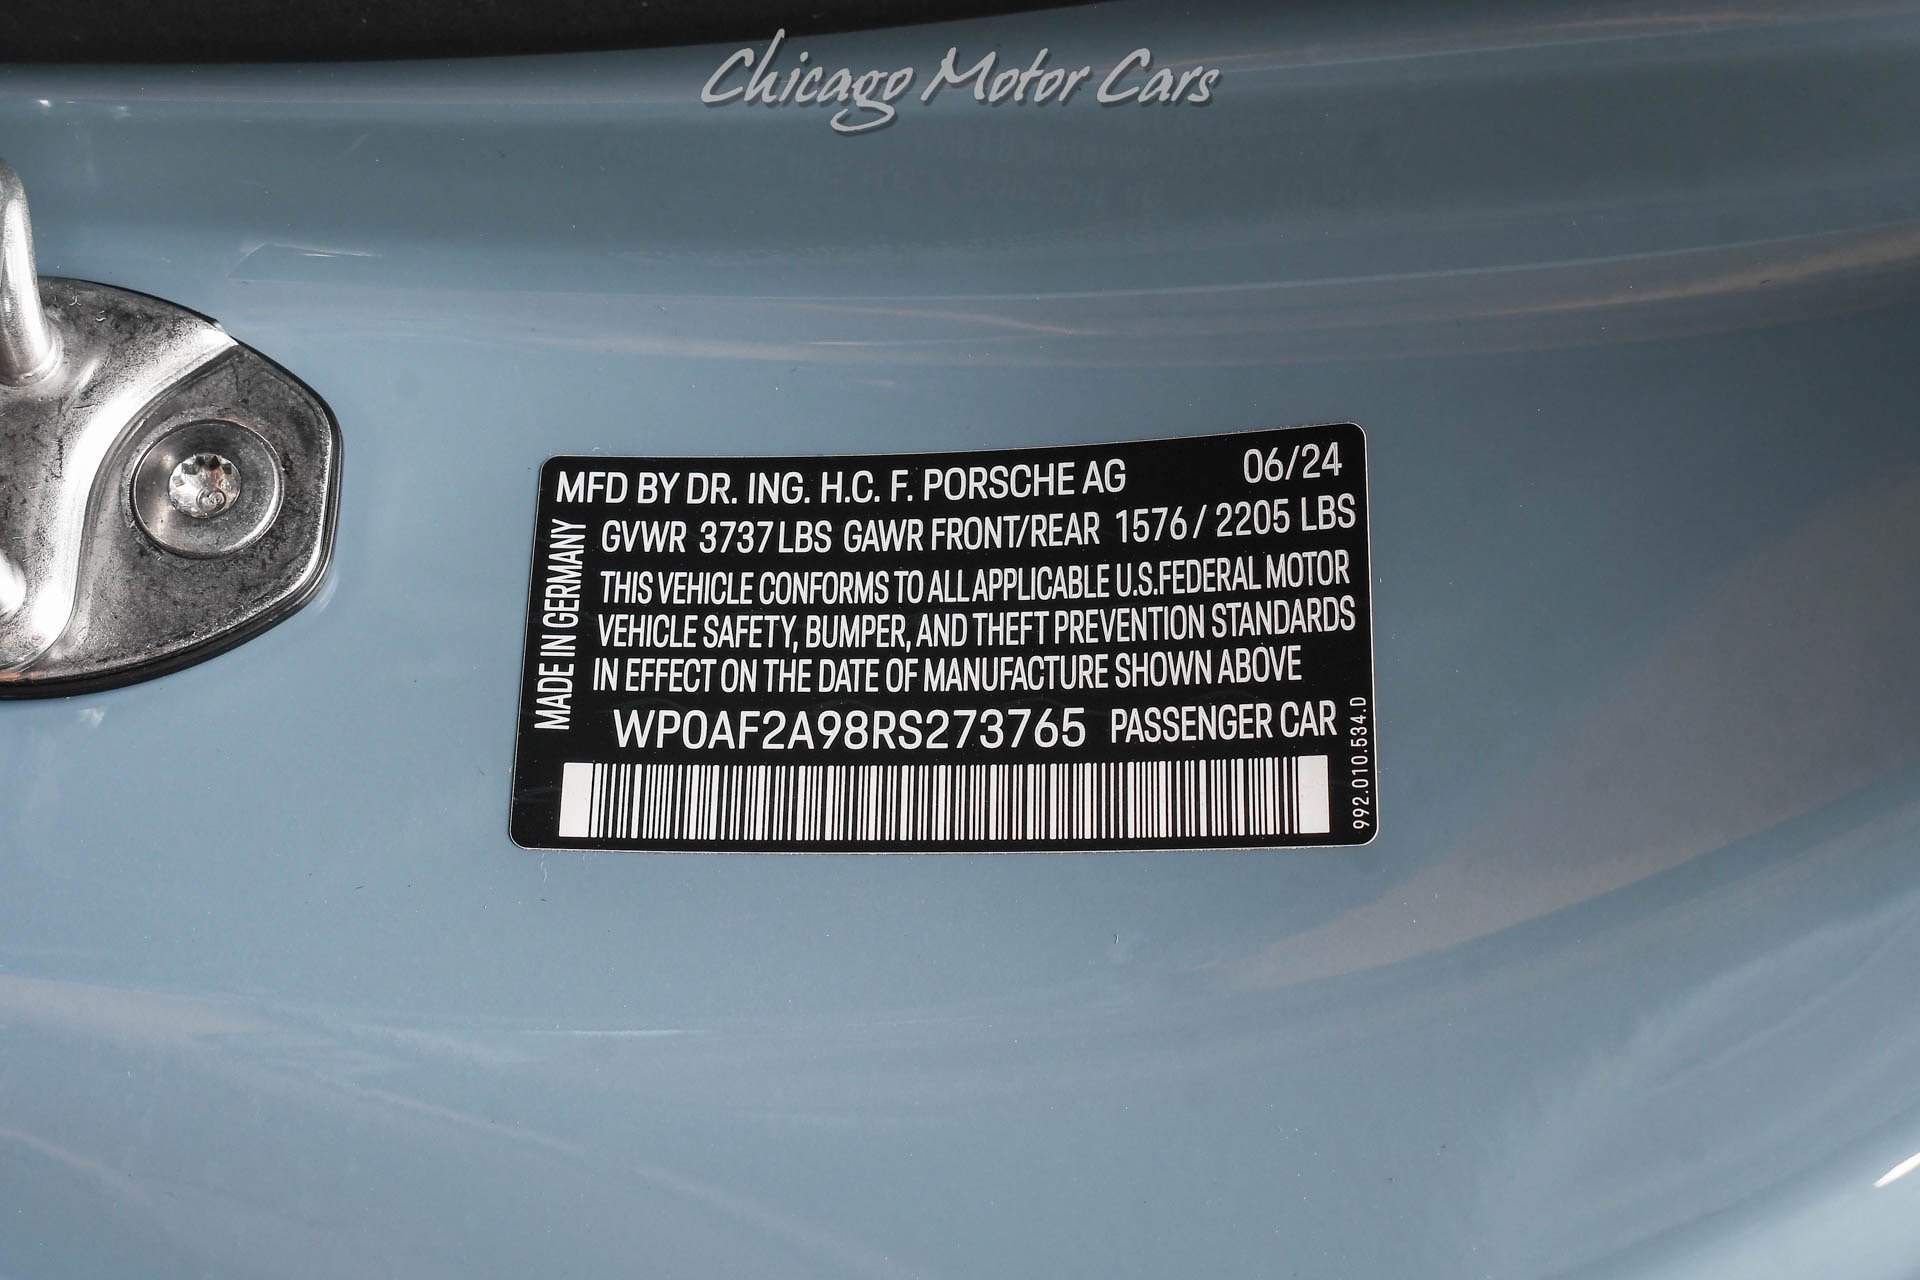 Chicago Motor Cars
MFD BY DR. ING. H.C. F. PORSCHE AG 06/24
GVWR 3737 LBS GAWR FRONT/REAR 1576 / 2205 LBS
THIS VEHICLE CONFORMS TO ALL APPLICABLE U.S.FEDERAL MOTOR
VEHICLE SAFETY, BUMPER, AND THEFT PREVENTION STANDARDS
IN EFFECT ON THE DATE OF MANUFACTURE SHOWN ABOVE
WP0AF2A98RS273765 PASSENGER CAR
MADE IN GERMANY
992.010.534.D